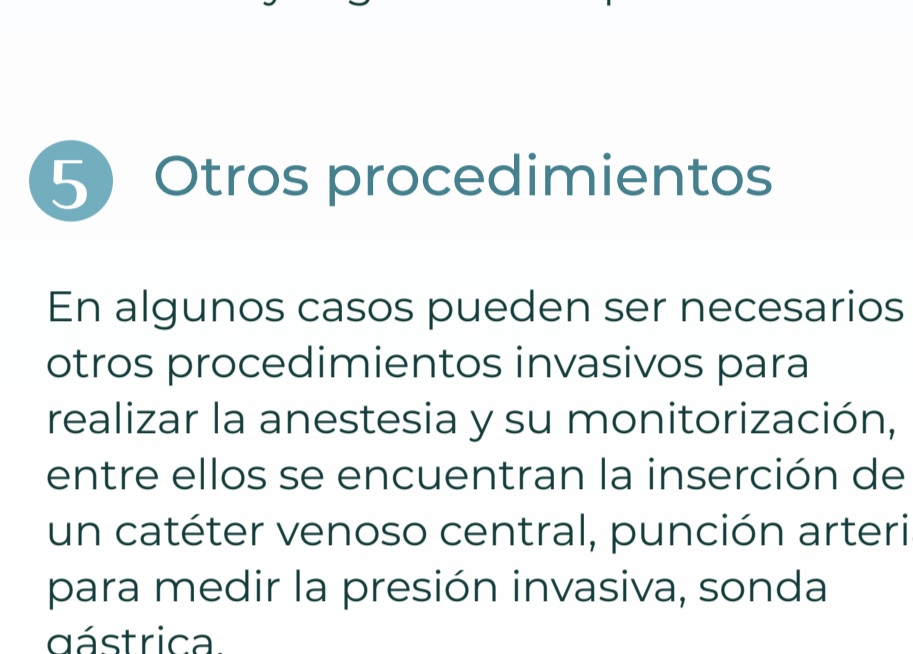 5 Otros procedimientos
En algunos casos pueden ser necesarios
otros procedimientos invasivos para
realizar la anestesia y su monitorización,
entre ellos se encuentran la inserción de
un catéter venoso central, punción
para medir la presión invasiva, sonda
gástrica.